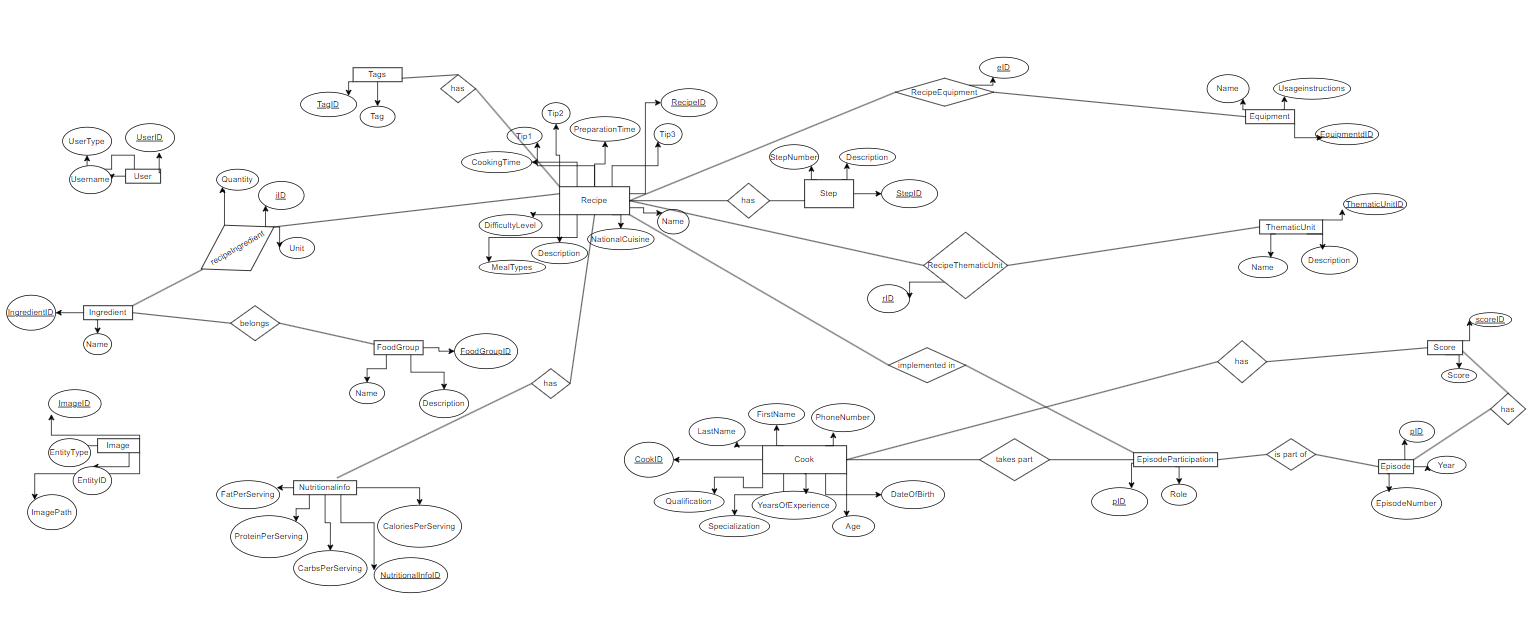 eID
Tags
has
RecipeEquipment
Name
Usageinstructions
TagID
Tag
Tip2
RecipeID
Equipment
EquipmentdID
UserType
UserID
Tip1
PreparationTime
Tip3
CookingTime
StepNumber
Description
Username
User
Quantity
iID
Recipe
has
Step
StepID
ThematicUnitID
recipeIngredient
Unit
DifficultyLevel
Name
NationalCuisine
ThematicUnit
Description
MealTypes
RecipeThematicUnit
Name
Description
rID
IngredientID
Ingredient
Name
belongs
FoodGroup
FoodGroupID
scoreID
Score
has
Score
implemented in
has
Name
Description
ImageID
has
FirstName
PhoneNumber
LastName
pID
EntityType
Image
EntityID
ImagePath
CookID
Cook
takes part
EpisodeParticipation
is part of
Episode
Year
EpisodeNumber
pID
Role
NutritionalInfo
FatPerServing
ProteinPerServing
CarbsPerServing
CaloriesPerServing
NutritionalInfoID
Qualification
Specialization
YearsOfExperience
Age
DateOfBirth